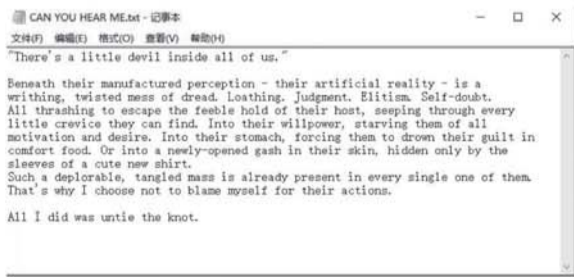 CAN YOU HEAR ME.txt - 记事本
文件(F) 编辑(E) 格式(O) 查看(V) 帮助(H)
"There's a little devil inside all of us."
Beneath their manufactured perception - their artificial reality - is a
writhing, twisted mess of dread. Loathing. Judgment. Elitism. Self-doubt.
All thrashing to escape the feeble hold of their host, seeping through every
little crevice they can find. Into their willpower, starving them of all
motivation and desire. Into their stomach, forcing them to drown their guilt in
comfort food. Or into a newly-opened gash in their skin, hidden only by the
sleeves of a cute new shirt.
Such a deplorable, tangled mass is already present in every single one of them.
That's why I choose not to blame myself for their actions.
All I did was untie the knot.